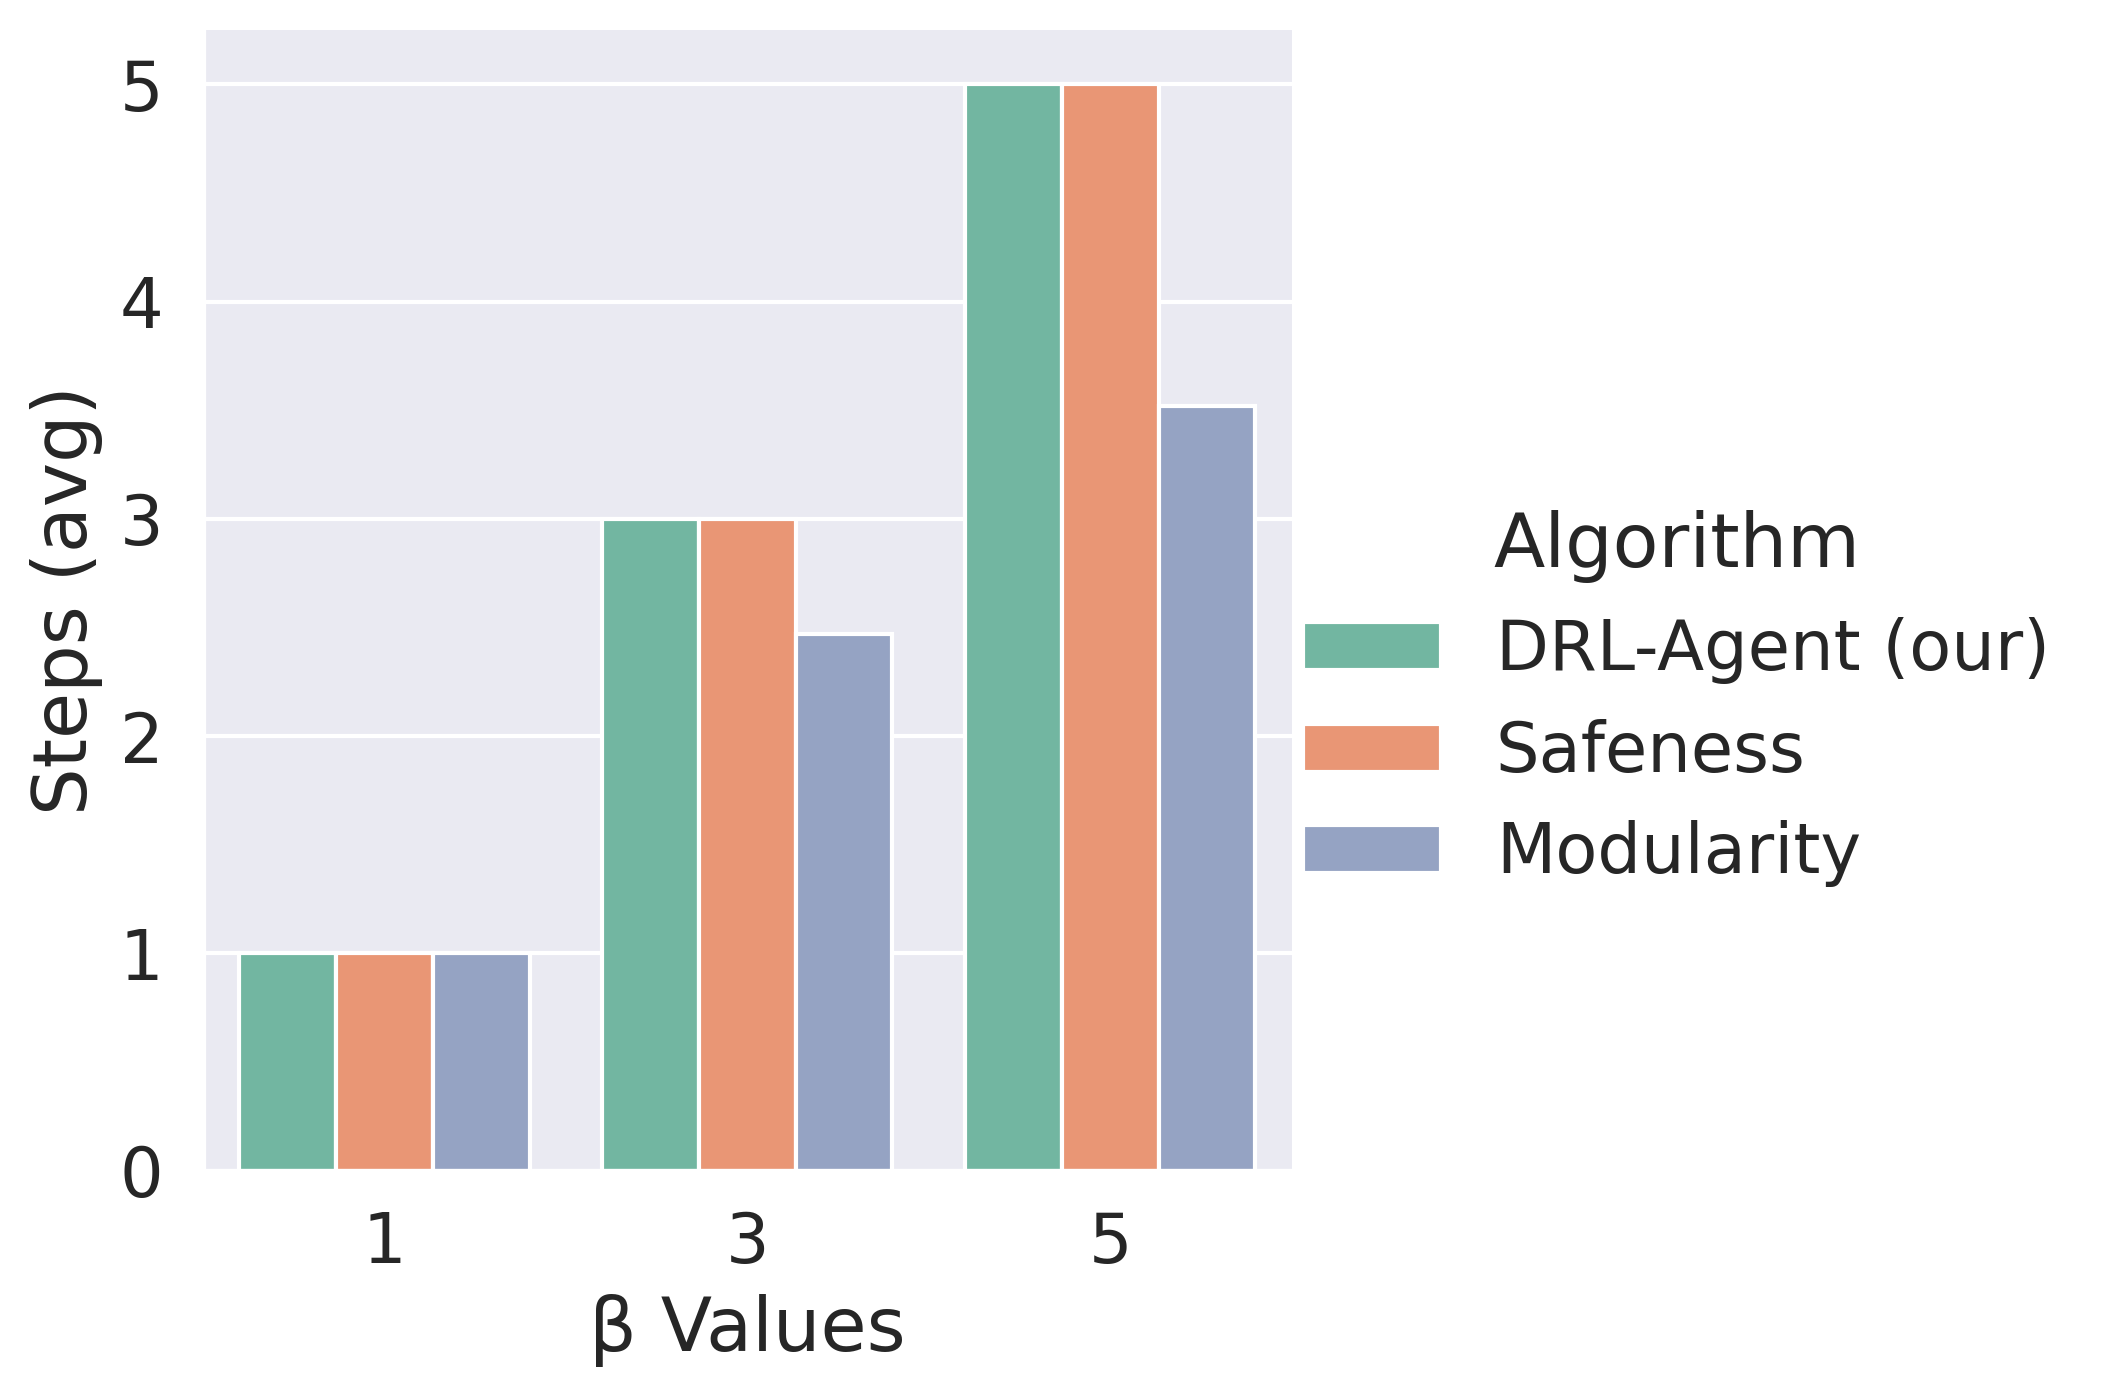 5
4
3
2
1
0
Steps (avg)
1 3 5
β Values
Algorithm
DRL-Agent (our)
Safeness
Modularity